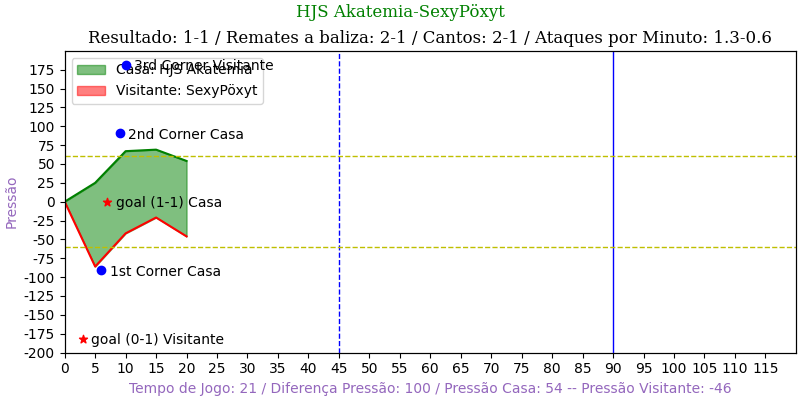 HJS Akatemia-SexyPöxyt
Resultado: 1-1 / Remates a baliza: 2-1 / Cantos: 2-1 / Ataques por Minuto: 1.3-0.6
Casa: HJS Akatemia
3rd Corner Visitante
Visitante: SexyPöxyt
2nd Corner Casa
goal (1-1) Casa
1st Corner Casa
goal (0-1) Visitante
Pressão
175
150
125
100
75
50
25
0
-25
-50
-75
-100
-125
-150
-175
-200
0 5 10 15 20 25 30 35 40 45 50 55 60 65 70 75 80 85 90 95 100 105 110 115
Tempo de Jogo: 21 / Diferença Pressão: 100 / Pressão Casa: 54 -- Pressão Visitante: -46